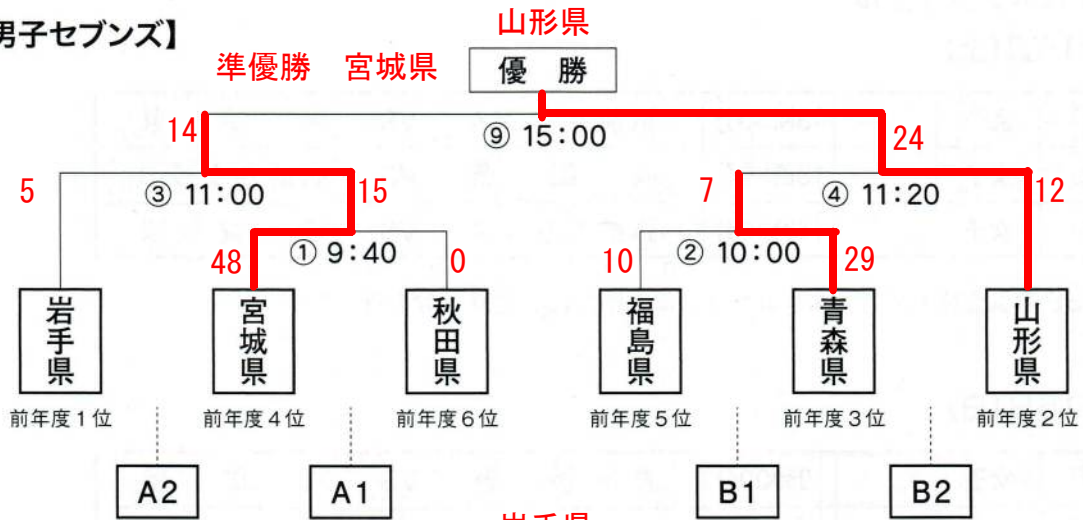 男子セブンズ】
山形県
準優勝 宮城県
優 勝
14
⑨ 15:00
24
5
③ 11:00
15
7
④ 11:20
12
48
① 9:40
0
10
② 10:00
29
岩手県
宮城県
秋田県
福島県
青森県
山形県
前年度1位
前年度4位
前年度6位
前年度5位
前年度3位
前年度2位
A2
A1
B1
B2